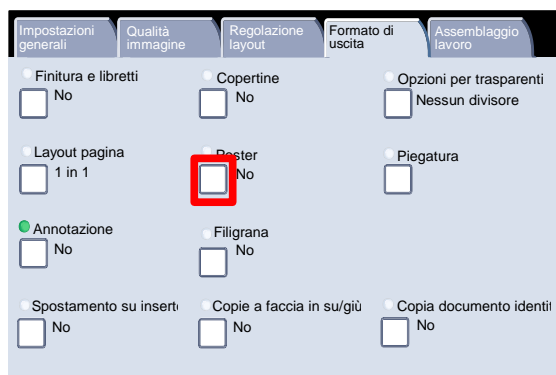 Impostazioni generali
Qualità immagine
Regolazione layout
Formato di uscita
Assemblaggio lavoro
Finitura e libretti
No
Copertine
No
Opzioni per trasparenti
Nessun divisore
Layout pagina
1 in 1
Poster
No
Piegatura
Annotazione
No
Filigrana
No
Spostamento su inserto
No
Copie a faccia in su/giù
No
Copia documento identit
No